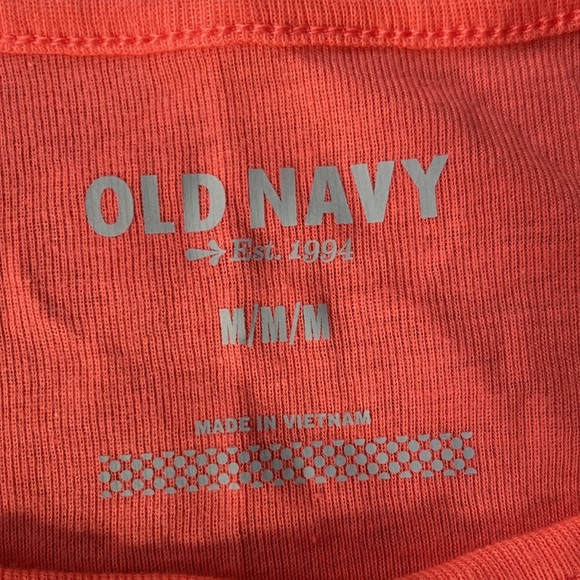 OLD NAVY
Est. 1994
M/M/M
MADE IN VIETNAM